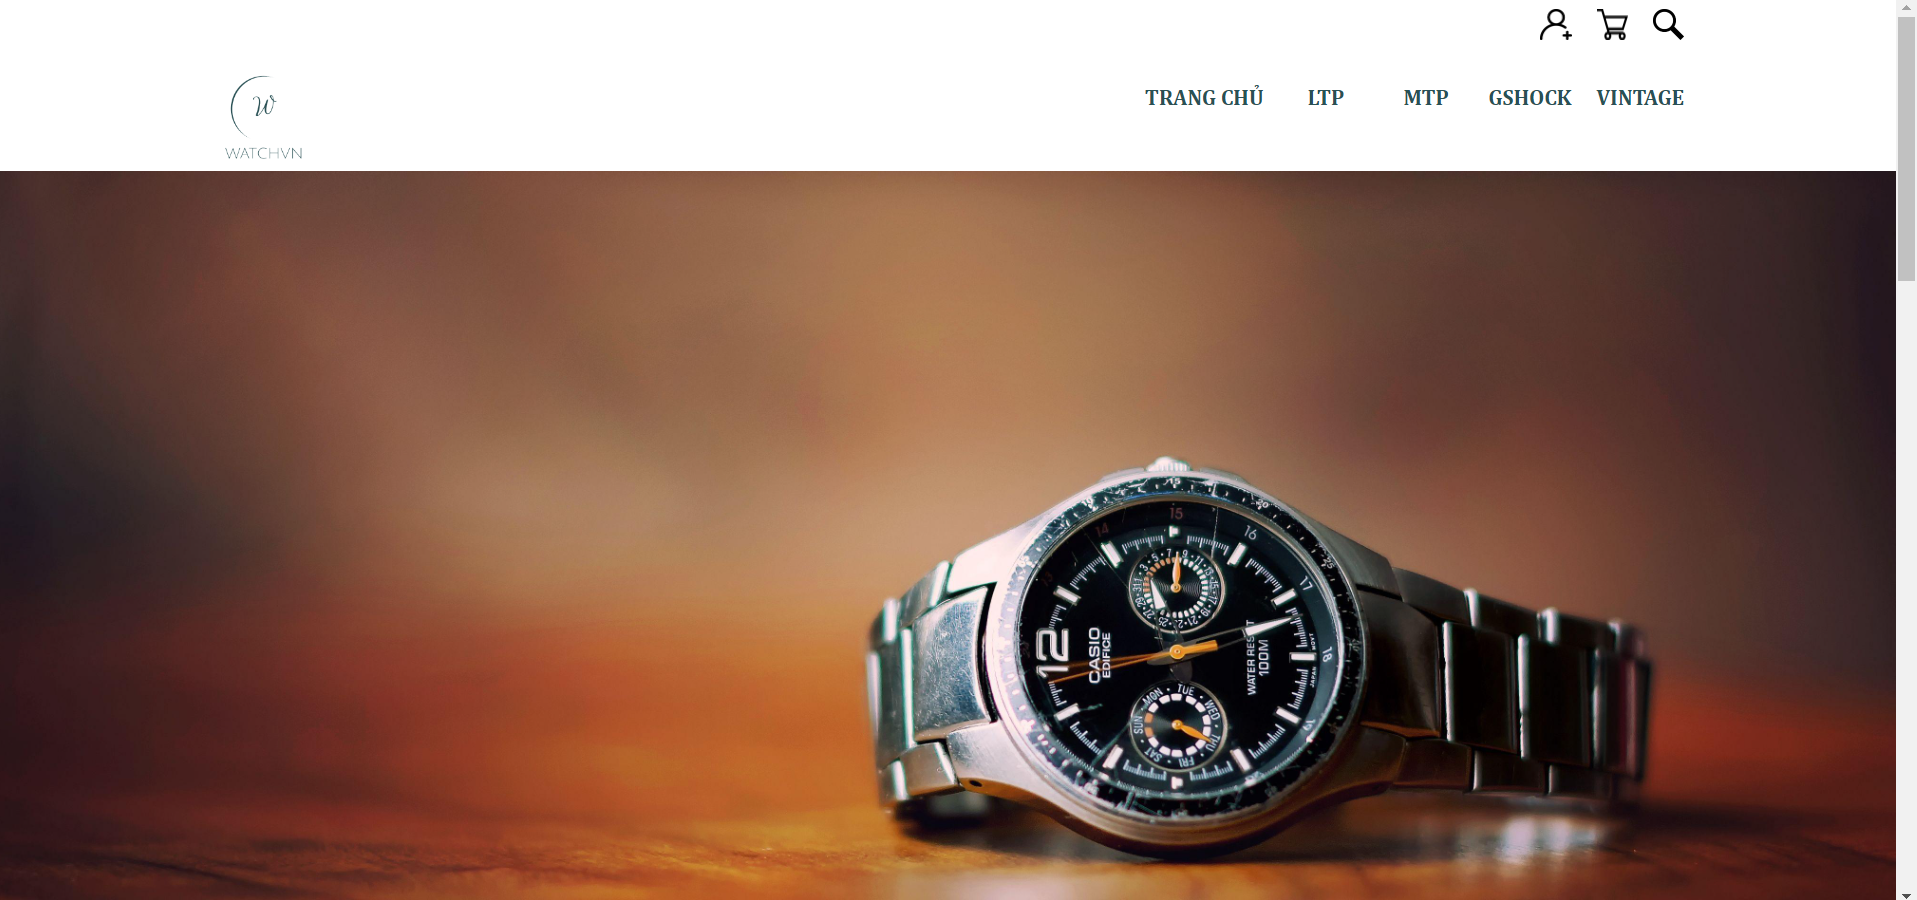 TRANG CHỦ LTP MTP GSHOCK VINTAGE
W
WATCHVN
15
16
17
18
12
CASIO
EDIFICE
WATER RESIST
100M
SUN MON TUE WED THU FRI SAT